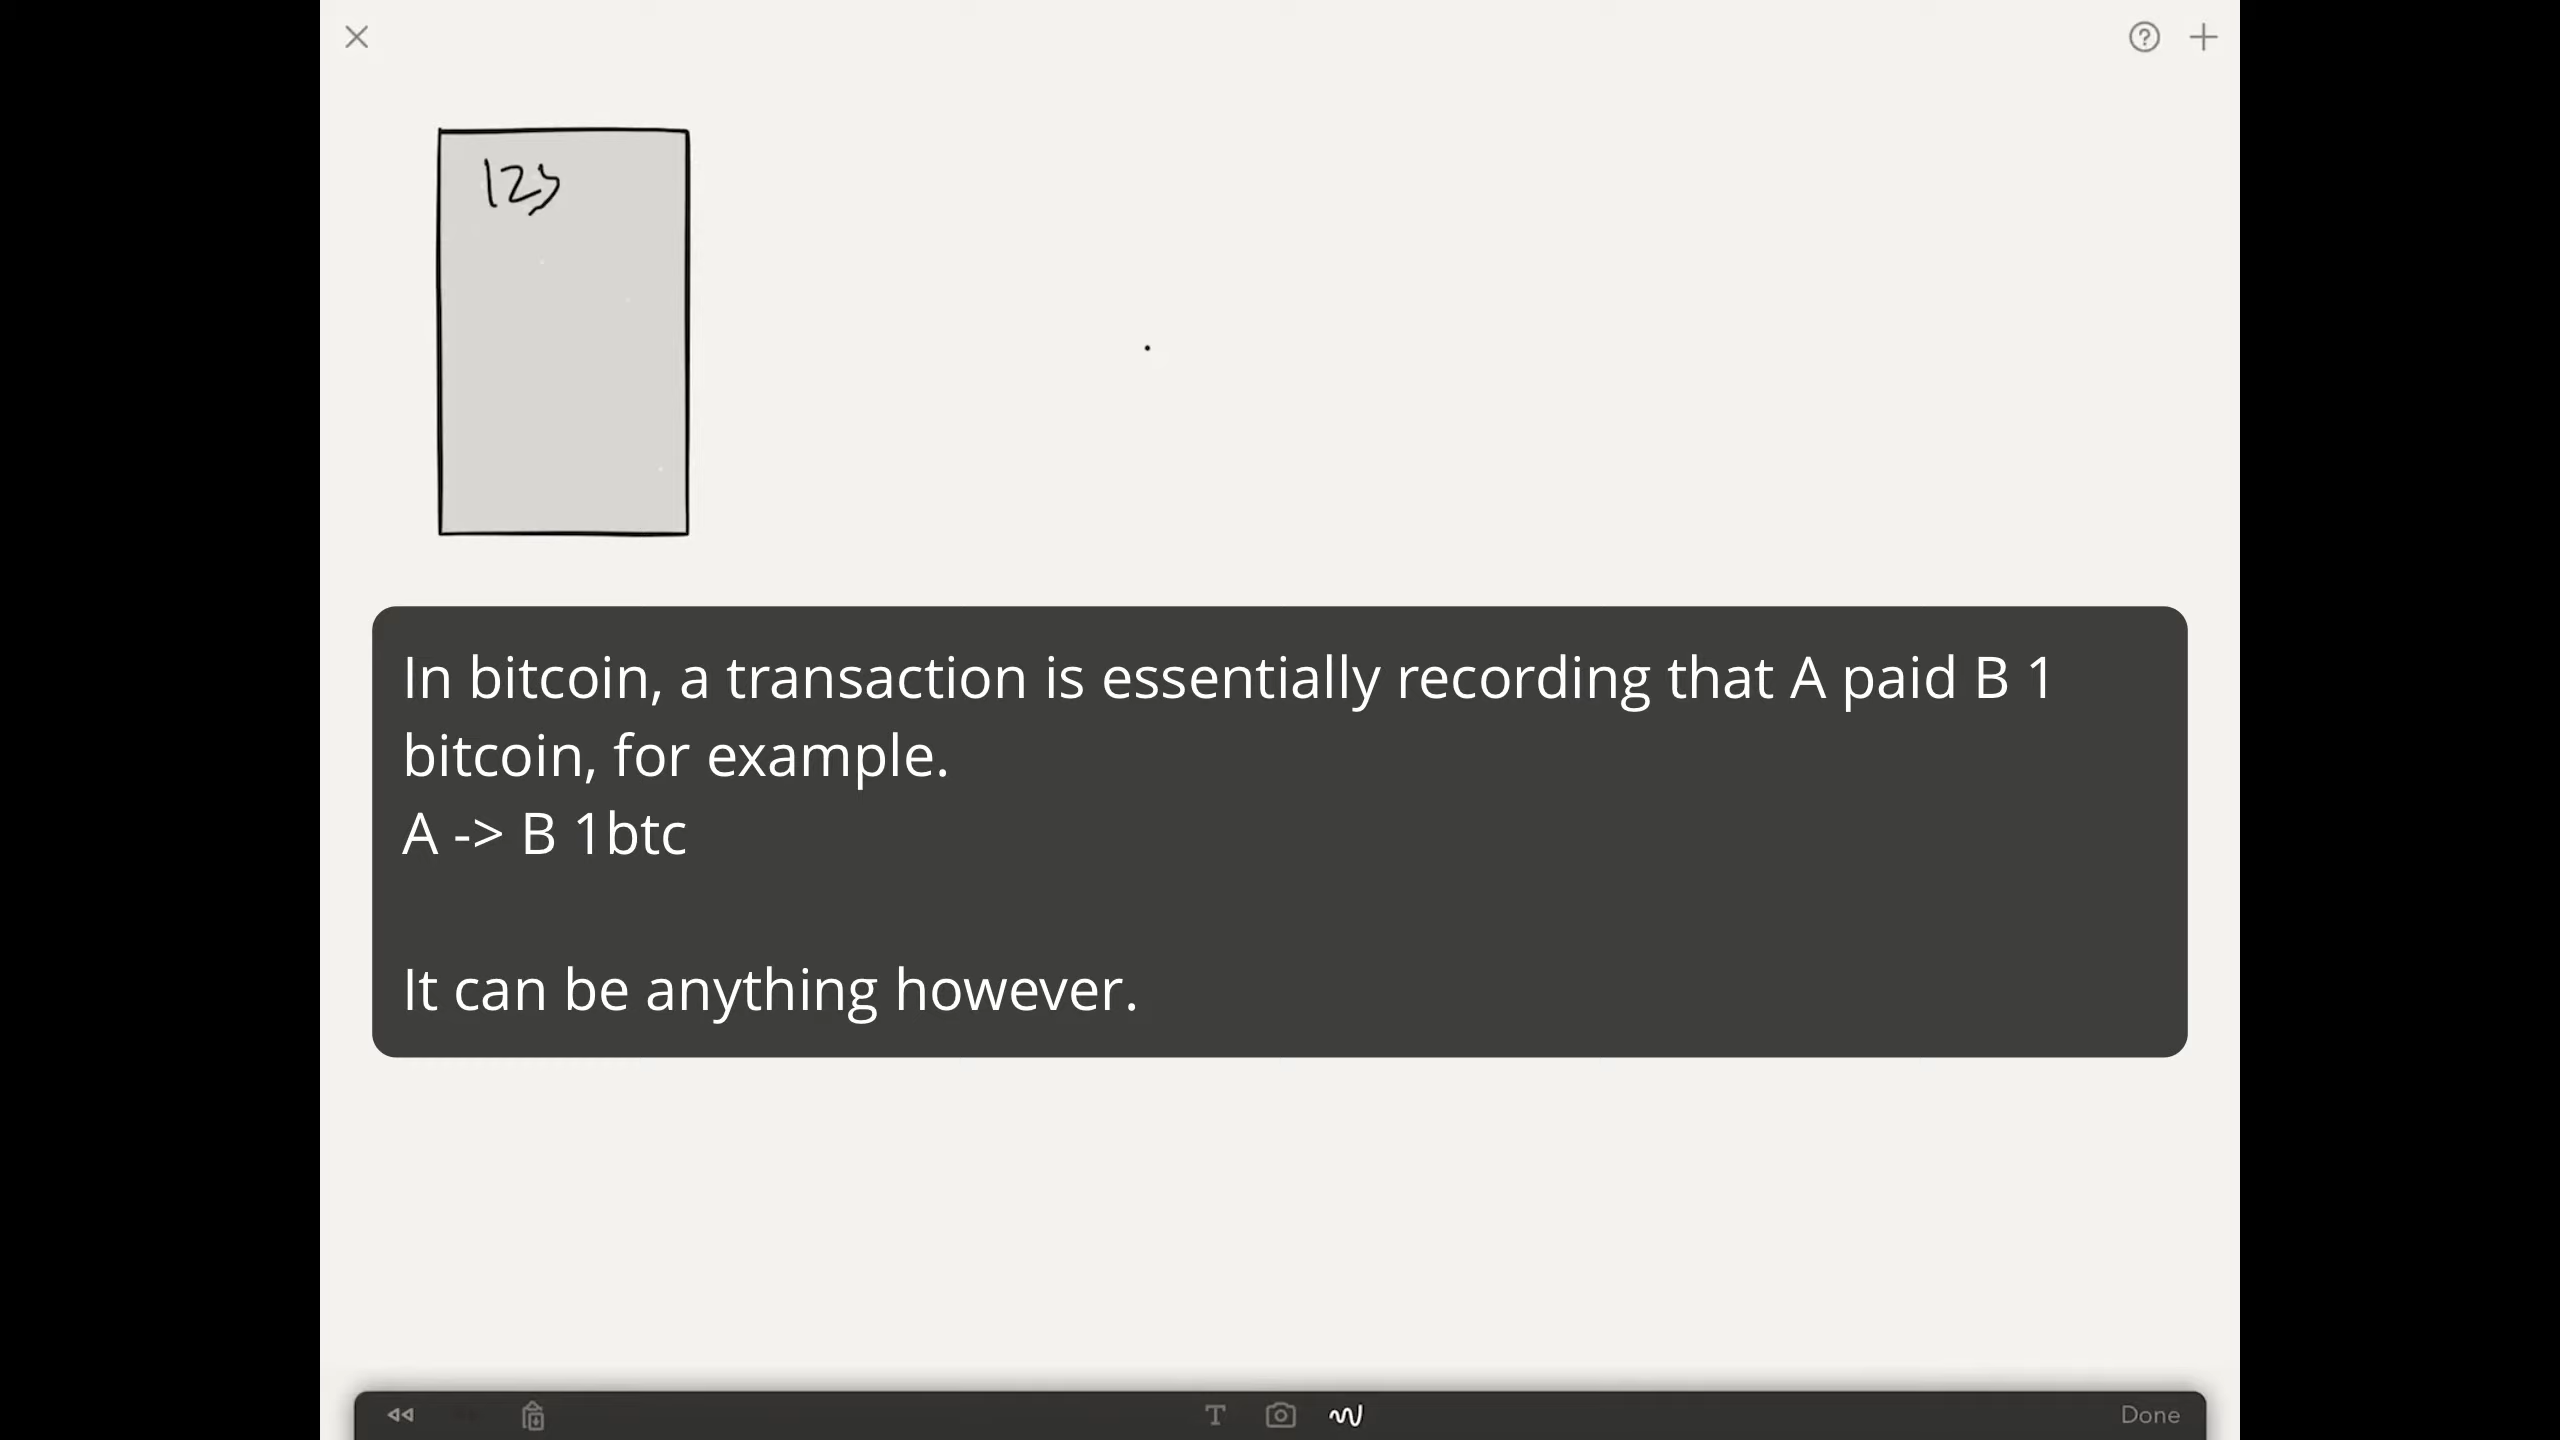 123
In bitcoin, a transaction is essentially recording that A paid B 1
bitcoin, for example.
A -> B 1btc
It can be anything however.
T
Done